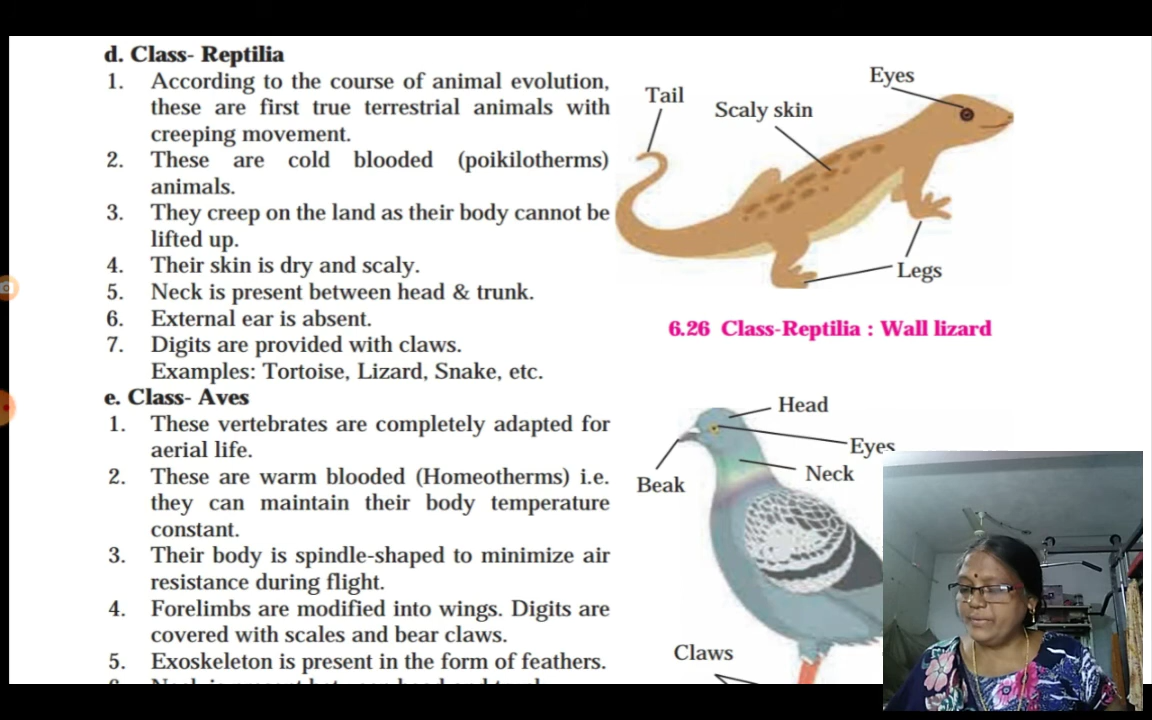 d. Class- Reptilia
1. According to the course of animal evolution,
these are first true terrestrial animals with
creeping movement.
2. These are cold blooded (poikilotherms)
animals.
3. They creep on the land as their body cannot be
lifted up.
4. Their skin is dry and scaly.
5. Neck is present between head & trunk.
6. External ear is absent.
7. Digits are provided with claws.
Examples: Tortoise, Lizard, Snake, etc.
e. Class- Aves
1. These vertebrates are completely adapted for
aerial life.
2. These are warm blooded (Homeotherms) i.e.
they can maintain their body temperature
constant.
3. Their body is spindle-shaped to minimize air
resistance during flight.
4. Forelimbs are modified into wings. Digits are
covered with scales and bear claws.
5. Exoskeleton is present in the form of feathers.
Eyes
Tail
Scaly skin
Legs
6.26 Class-Reptilia : Wall lizard
Head
Eyes
Neck
Beak
Claws